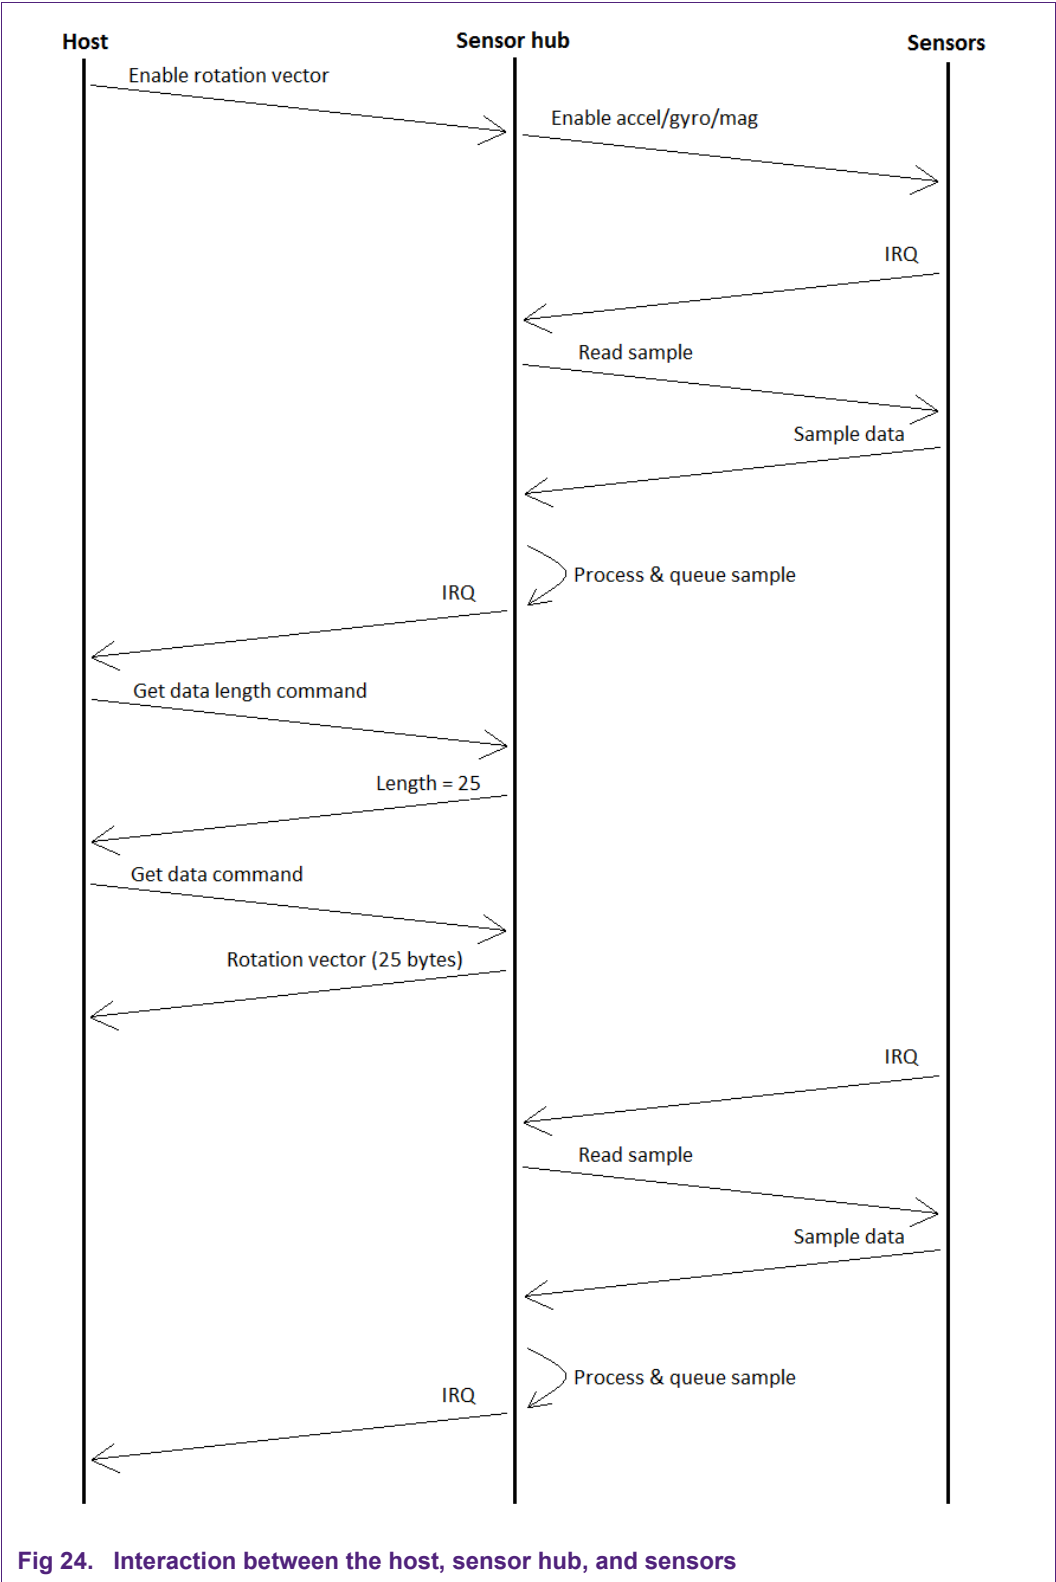 Host
Sensor hub
Sensors
Enable rotation vector
Enable accel/gyro/mag
IRQ
Read sample
Sample data
Process & queue sample
IRQ
Get data length command
Length = 25
Get data command
Rotation vector (25 bytes)
IRQ
Read sample
Sample data
Process & queue sample
IRQ
Fig 24. Interaction between the host, sensor hub, and sensors